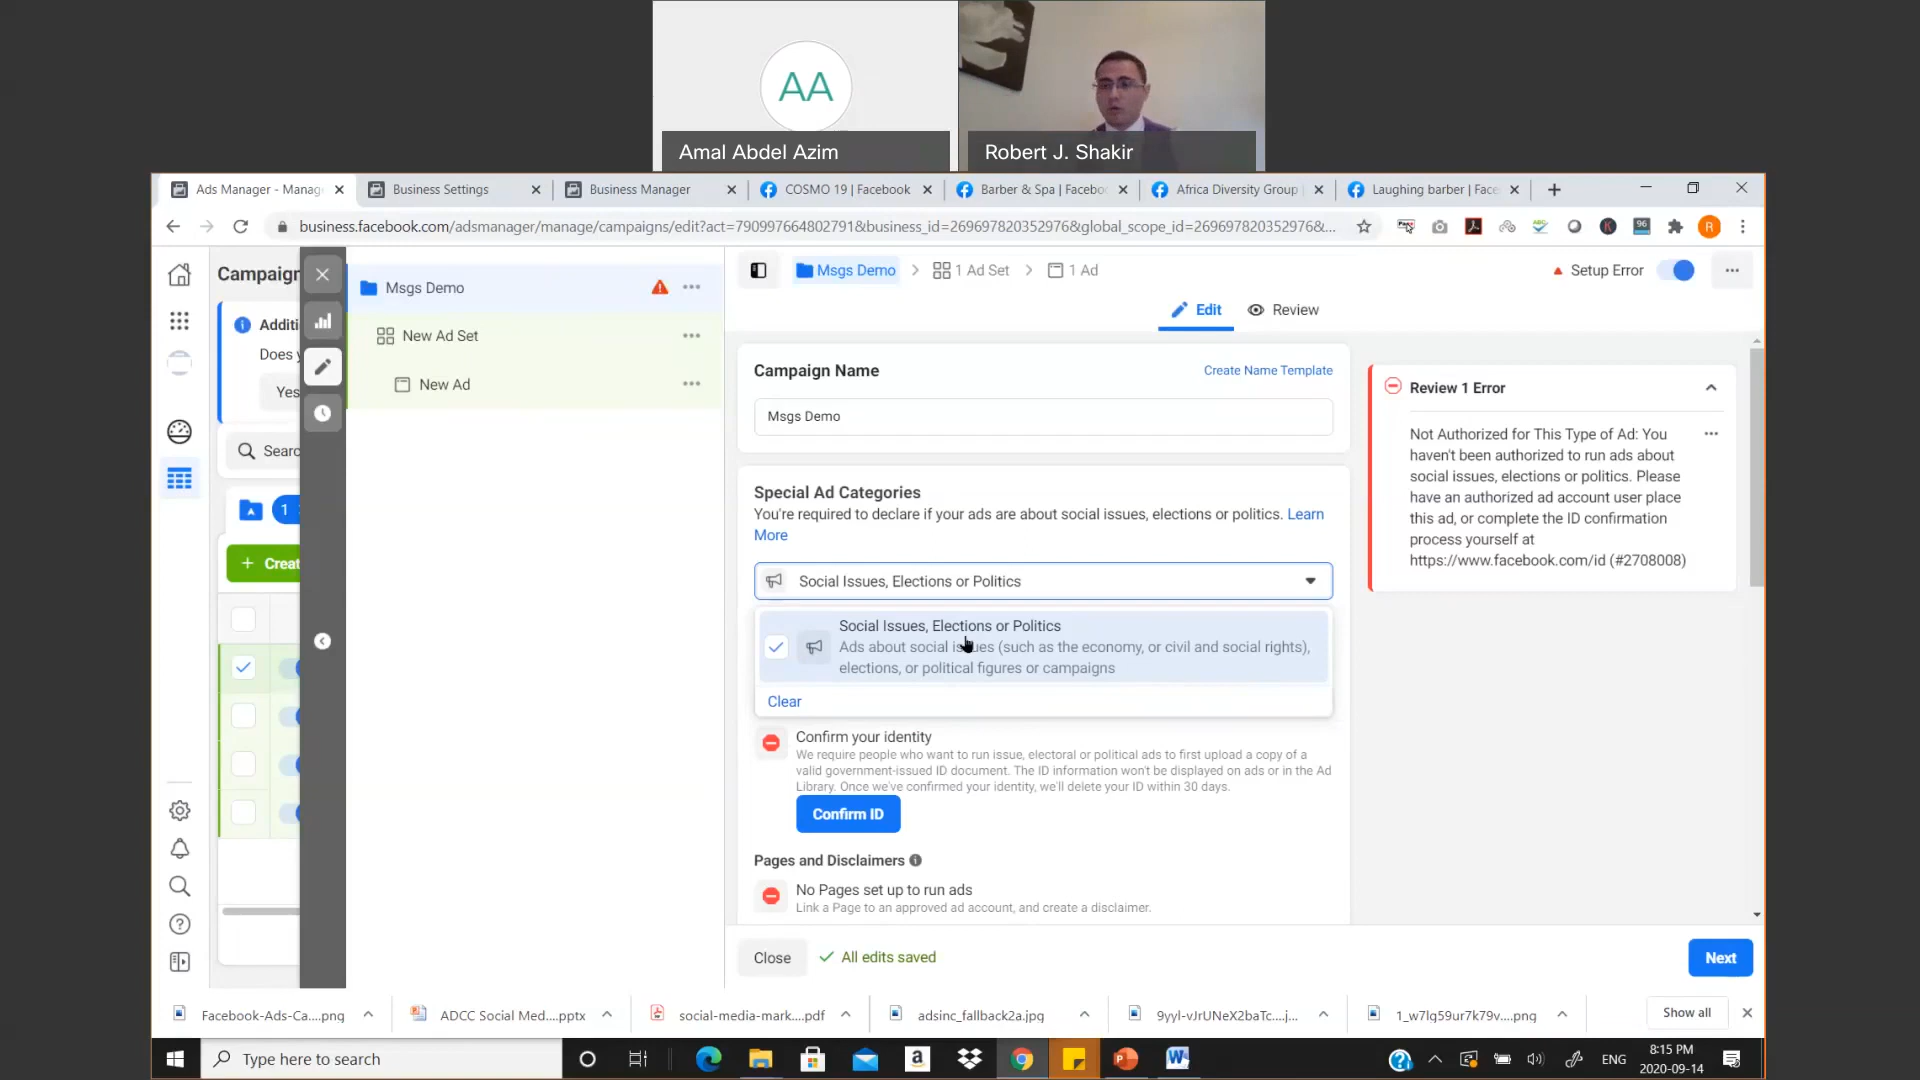 AA
Amal Abdel Azim
Robert J. Shakir
Ads Manager - Manag
Business Settings
Business Manager
COSMO 19 | Facebook
Barber & Spa | Facebo
Africa Diversity Group
Laughing barber | Face
business.facebook.com/adsmanager/manage/campaigns/edit?act=790997664802791&business_id=269697820352976&global_scope_id=269697820352976&...
96
R
Campaign
Additi
Does y
Yes
Searc
1
+ Creat
Msgs Demo
New Ad Set
New Ad
Msgs Demo > 1 Ad Set > 1 Ad
Setup Error
Edit
Review
Campaign Name
Create Name Template
Msgs Demo
Special Ad Categories
You're required to declare if your ads are about social issues, elections or politics. Learn
More
Social Issues, Elections or Politics
Social Issues, Elections or Politics
Ads about social issues (such as the economy, or civil and social rights),
elections, or political figures or campaigns
Clear
Confirm your identity
We require people who want to run issue, electoral or political ads to first upload a copy of a
valid government-issued ID document. The ID information won't be displayed on ads or in the Ad
Library. Once we've confirmed your identity, we'll delete your ID within 30 days.
Confirm ID
Pages and Disclaimers
No Pages set up to run ads
Link a Page to an approved ad account, and create a disclaimer.
Review 1 Error
Not Authorized for This Type of Ad: You
haven't been authorized to run ads about
social issues, elections or politics. Please
have an authorized ad account user place
this ad, or complete the ID confirmation
process yourself at
https://www.facebook.com/id (#2708008)
Close
All edits saved
Next
Facebook-Ads-Ca....png
ADCC Social Med....pptx
social-media-mark....pdf
adsinc_fallback2a.jpg
9yyl-vJrUNeX2baTc....j...
1_w7lg59ur7k79v....png
Show all
Type here to search
ENG
8:15 PM
2020-09-14